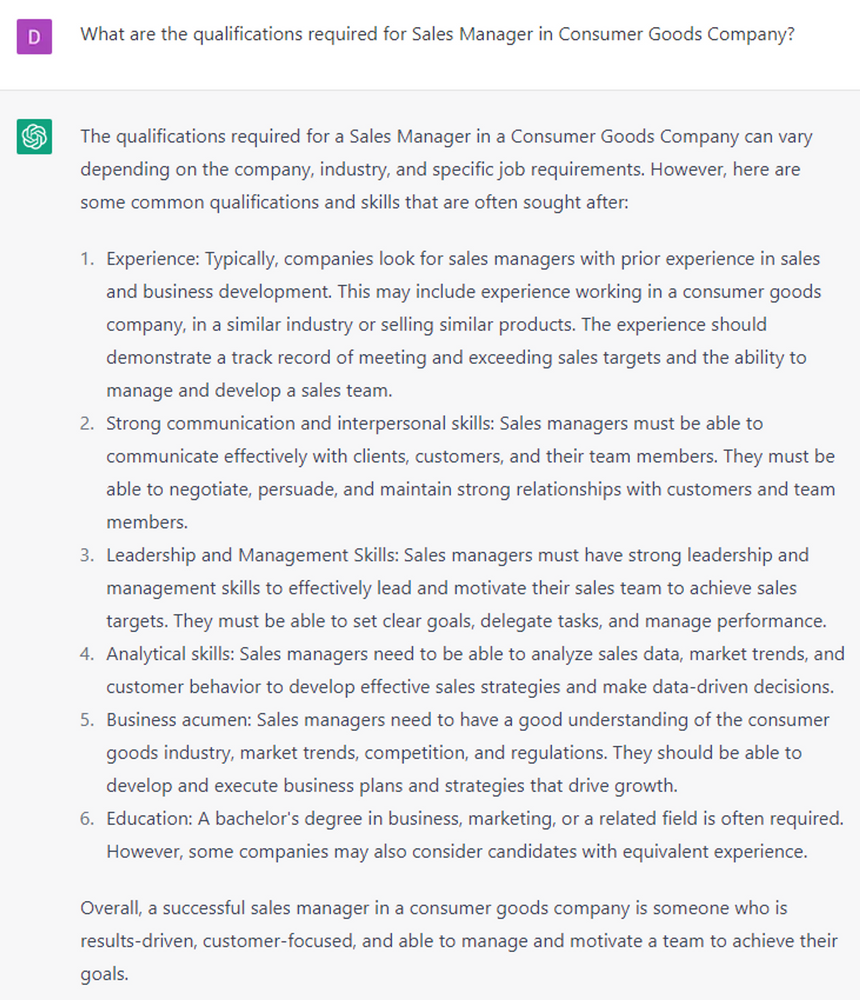 D
What are the qualifications required for Sales Manager in Consumer Goods Company?
The qualifications required for a Sales Manager in a Consumer Goods Company can vary
depending on the company, industry, and specific job requirements. However, here are
some common qualifications and skills that are often sought after:
1. Experience: Typically, companies look for sales managers with prior experience in sales
and business development. This may include experience working in a consumer goods
company, in a similar industry or selling similar products. The experience should
demonstrate a track record of meeting and exceeding sales targets and the ability to
manage and develop a sales team.
2. Strong communication and interpersonal skills: Sales managers must be able to
communicate effectively with clients, customers, and their team members. They must be
able to negotiate, persuade, and maintain strong relationships with customers and team
members.
3. Leadership and Management Skills: Sales managers must have strong leadership and
management skills to effectively lead and motivate their sales team to achieve sales
targets. They must be able to set clear goals, delegate tasks, and manage performance.
4. Analytical skills: Sales managers need to be able to analyze sales data, market trends, and
customer behavior to develop effective sales strategies and make data-driven decisions.
5. Business acumen: Sales managers need to have a good understanding of the consumer
goods industry, market trends, competition, and regulations. They should be able to
develop and execute business plans and strategies that drive growth.
6. Education: A bachelor's degree in business, marketing, or a related field is often required.
However, some companies may also consider candidates with equivalent experience.
Overall, a successful sales manager in a consumer goods company is someone who is
results-driven, customer-focused, and able to manage and motivate a team to achieve their
goals.